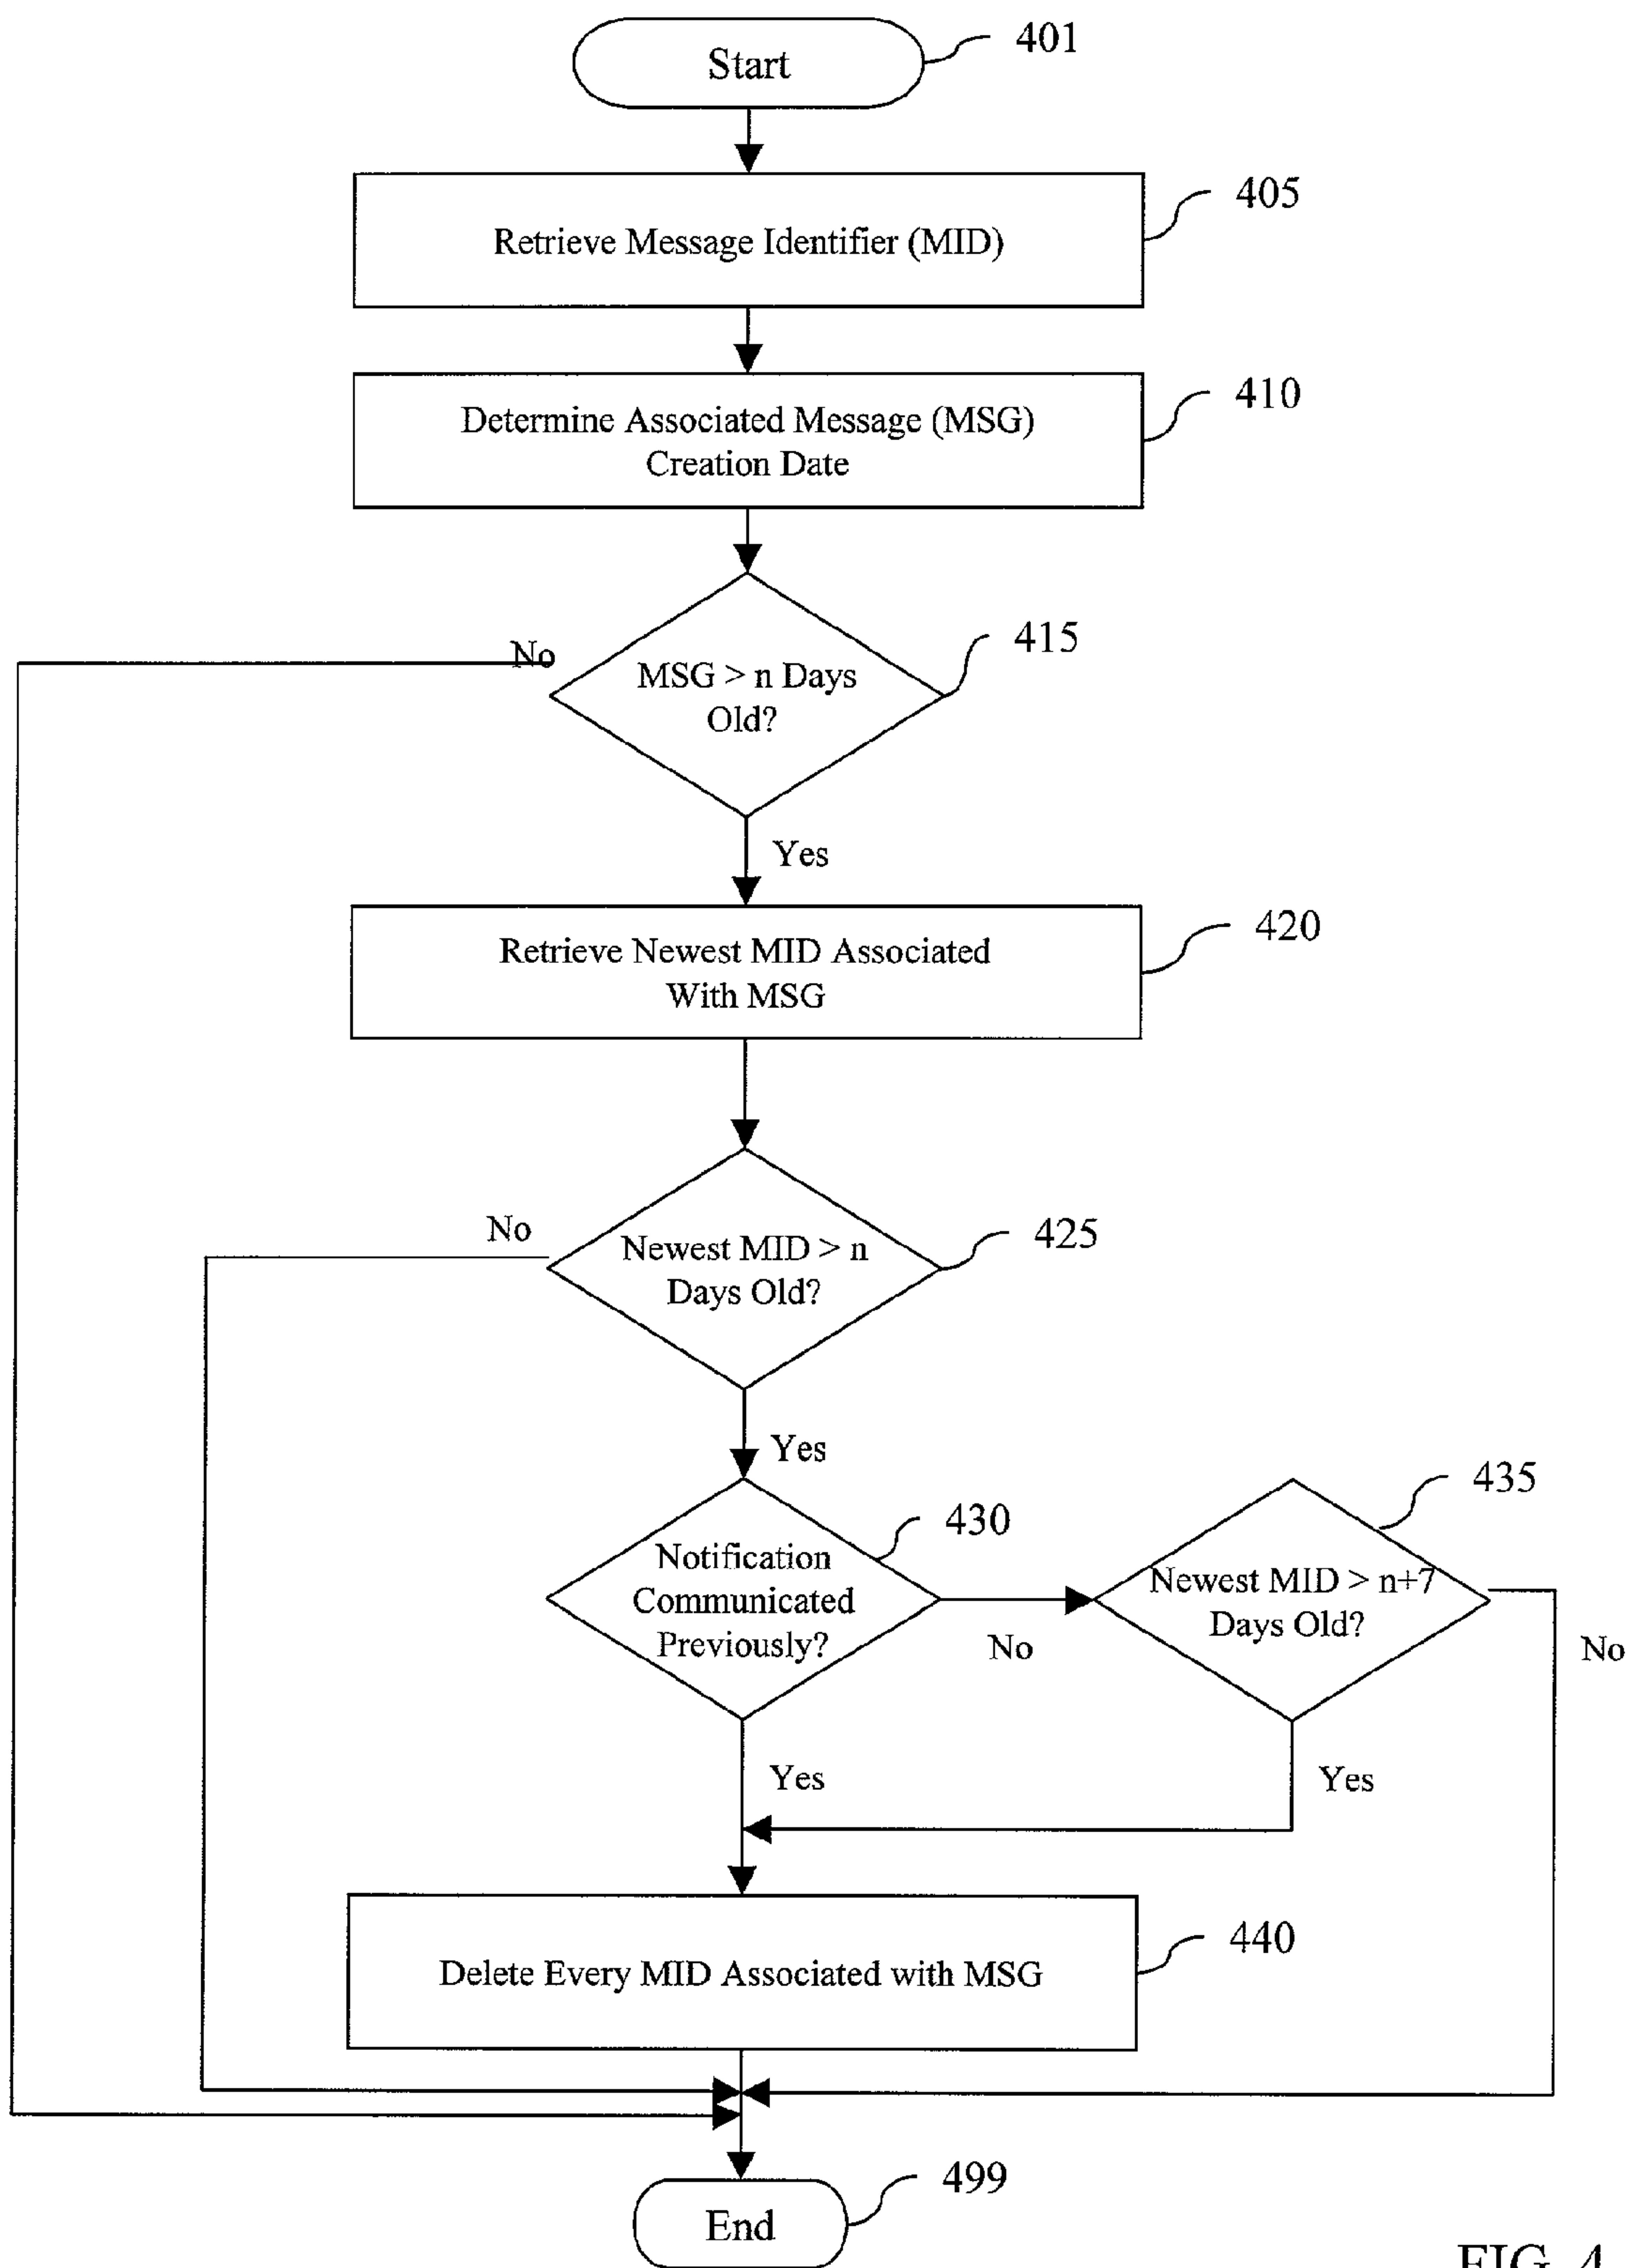 Start
401
Retrieve Message Identifier (MID)
405
Determine Associated Message (MSG)
Creation Date
410
No
MSG > n Days
Old?
415
Yes
Retrieve Newest MID Associated
With MSG
420
No
Newest MID > n
Days Old?
425
Yes
Notification
Communicated
Previously?
430
No
Newest MID > n+7
Days Old?
435
No
Yes
Yes
Delete Every MID Associated with MSG
440
End
499
FIG. 4